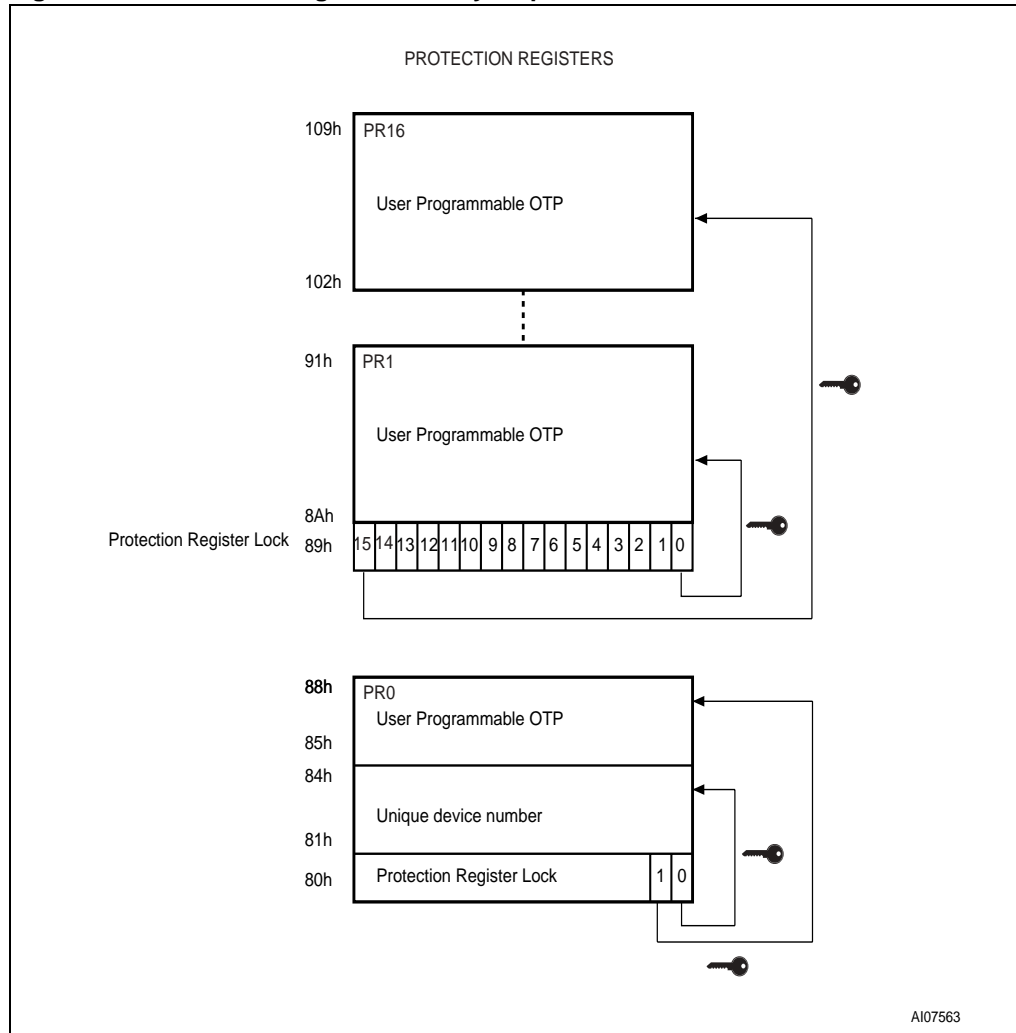 PROTECTION REGISTERS
109h
PR16
User Programmable OTP
102h
91h
PR1
User Programmable OTP
8Ah
Protection Register Lock
89h
15 14 13 12 11 10 9 8 7 6 5 4 3 2 1 0
88h
PR0
User Programmable OTP
85h
84h
Unique device number
81h
80h
Protection Register Lock
1 0
AI07563